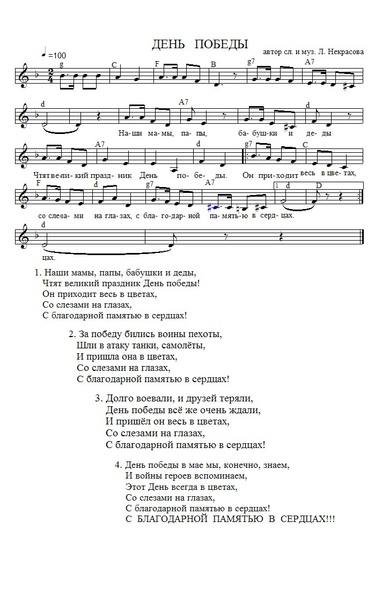 ДЕНЬ ПОБЕДЫ
автор сл. и муз. Л. Некрасова
=100
g7 C F B g7 A7
d A7
На-ши ма-мы, па-пы, ба-буш-ки и де-ды
d A7 d g7 C
Чтят ве-ли-кий празд-ник День по-бе-ды. Он при-хо-дит весь в цве-тах,
F d g7 A7 1 d D
со сле-за-ми на гла-зах, с бла-го-дар-ной па-мять-ю в серд-цах.
d
цах.
1. Наши мамы, папы, бабушки и деды,
Чтят великий праздник День победы!
Он приходит весь в цветах,
Со слезами на глазах,
С благодарной памятью в сердцах!
2. За победу бились воины пехоты,
Шли в атаку танки, самолёты,
И пришла она в цветах,
Со слезами на глазах,
С благодарной памятью в сердцах!
3. Долго воевали, и друзей теряли,
День победы всё же очень ждали,
И пришёл он весь в цветах,
Со слезами на глазах,
С благодарной памятью в сердцах!
4. День победы в мае мы, конечно, знаем,
И войны героев вспоминаем,
Этот День всегда в цветах,
Со слезами на глазах,
С благодарной памятью в сердцах!
С БЛАГОДАРНОЙ ПАМЯТЬЮ В СЕРДЦАХ!!!